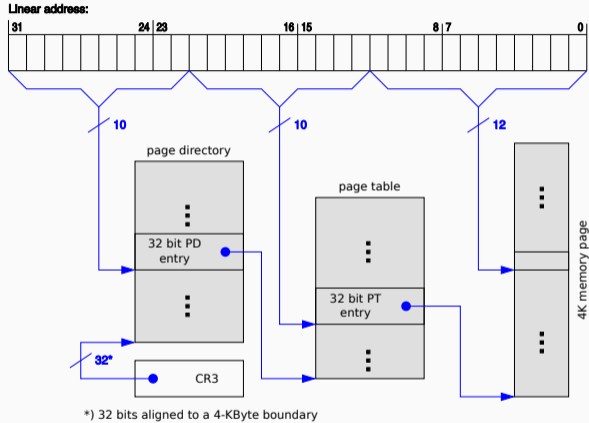 Linear address:
31 24 23 16 15 8 7 0
10 10 12
page directory
page table
32 bit PD
entry
32 bit PT
entry
4K memory page
32*
CR3
*) 32 bits aligned to a 4-KByte boundary